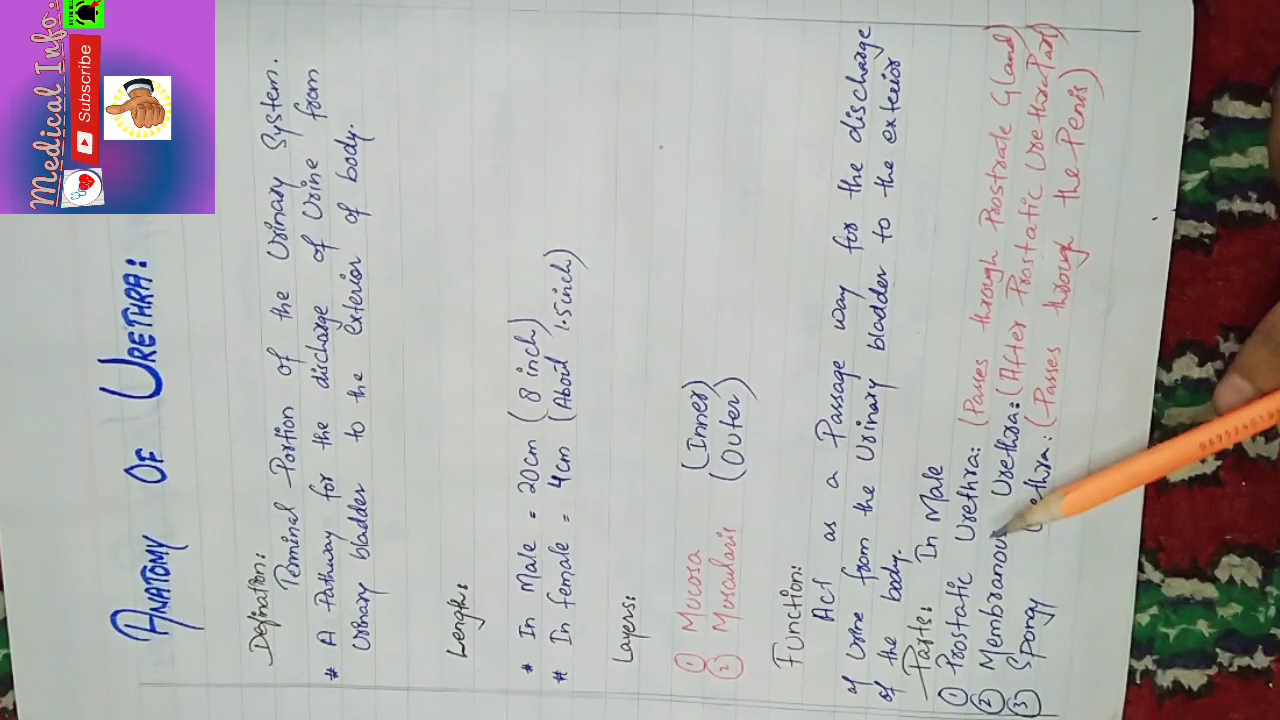 Medical Info.
Subscribe
ANATOMY OF URETHRA:
Defination:
Terminal Portion of the Urinary System.
* A Pathway for the discharge of Urine from
Urinary bladder to the exterior of body.
Length:
* In Male = 20cm (8 inch)
* In female = 4cm (About 1.5inch)
Layers:
① Mucosa (Inner)
② Muscularis (Outer)
Function:
Act as a Passage way for the discharge
of Urine from the Urinary bladder to the exterior
of the body.
Parts: In Male
① Prostatic Urethra: (Passes through Prostrate Gland)
② Membranous Urethra: (After Prostatic Urethra Part)
③ Spongy ethra: (Passes through the Penis)